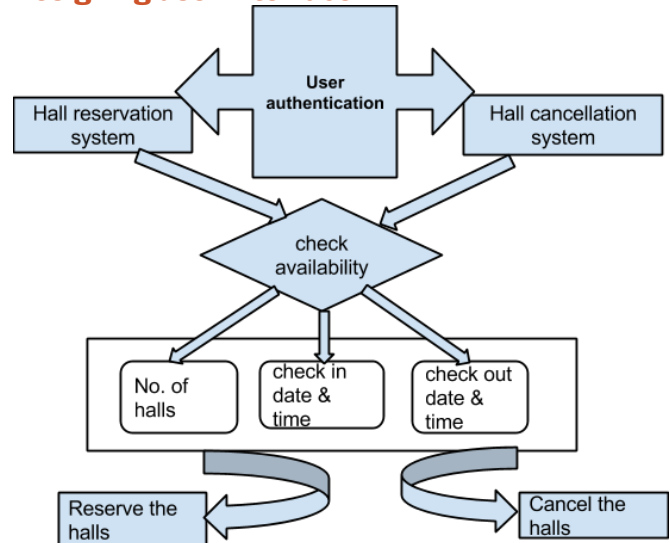 User
authentication
Hall reservation
system
Hall cancellation
system
check
availability
No. of
halls
check in
date &
time
check out
date &
time
Reserve the
halls
Cancel the
halls